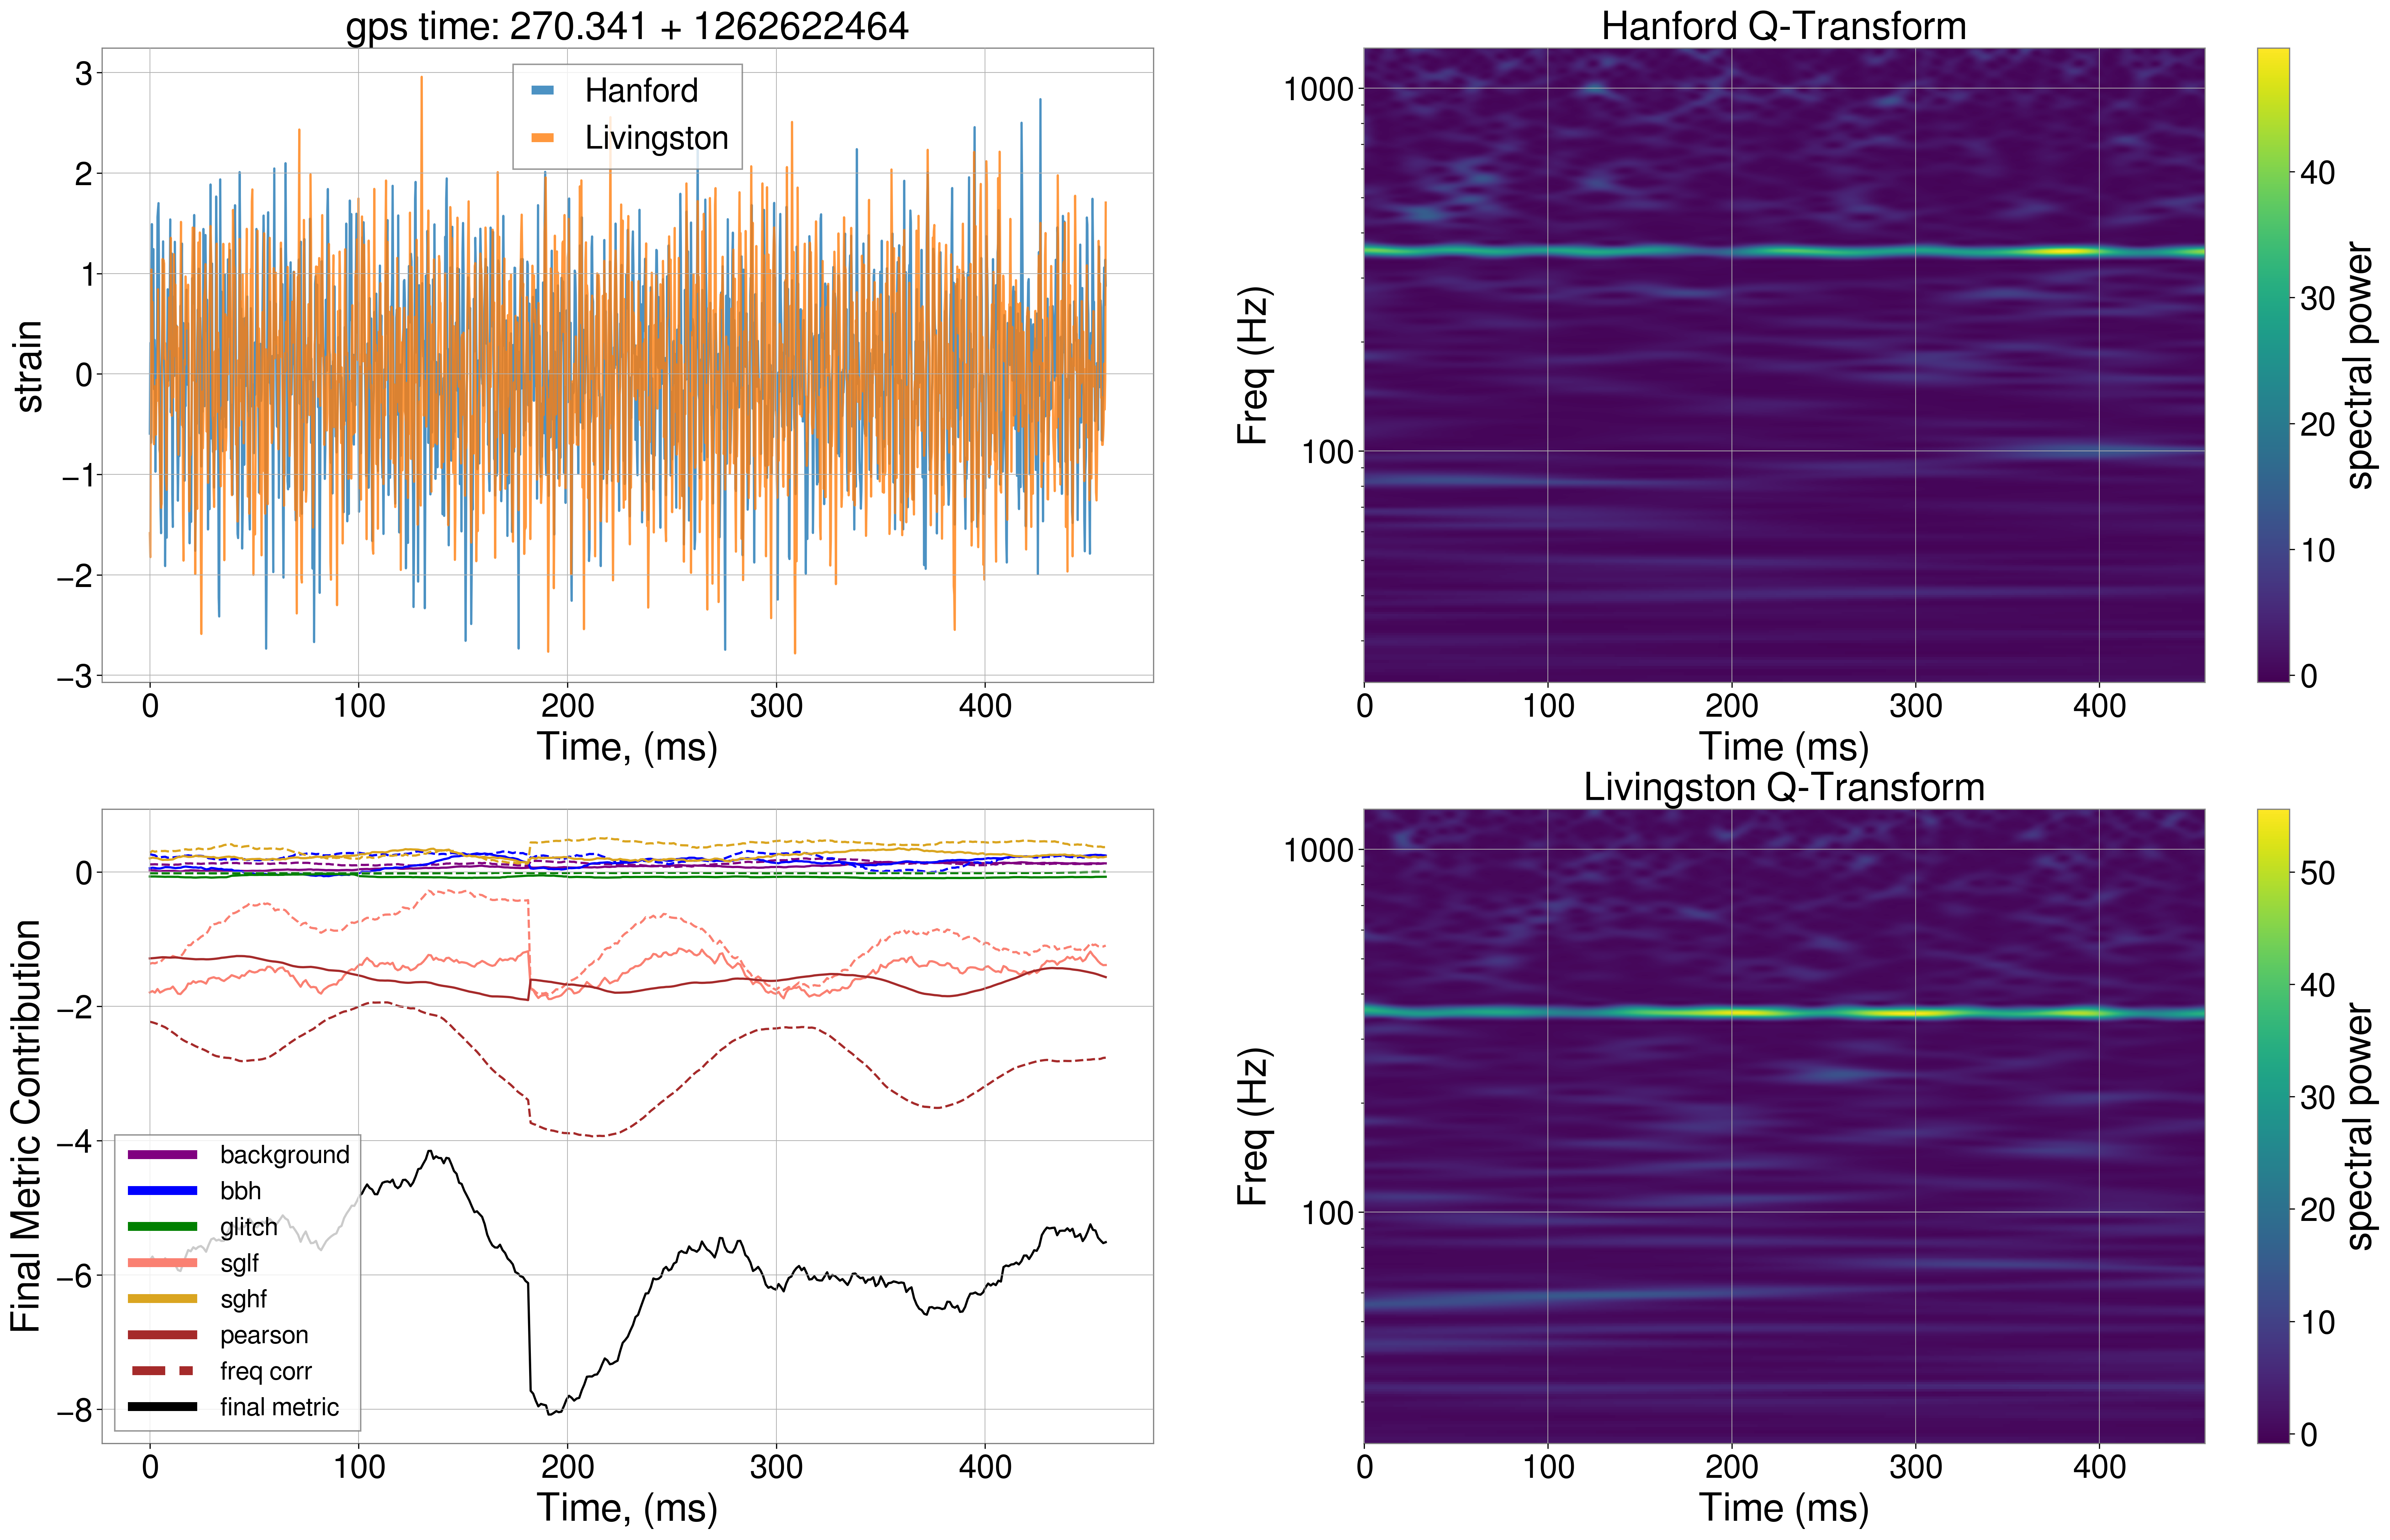 gps time: 270.341 + 1262622464
strain
3
2
1
0
−1
−2
−3
Hanford
Livingston
0 100 200 300 400
Time, (ms)
Hanford Q-Transform
Freq (Hz)
1000
100
0 100 200 300 400
Time (ms)
40
30
20
10
0
spectral power
Final Metric Contribution
0
−2
−4
−6
−8
background
bbh
glitch
sglf
sghf
pearson
freq corr
final metric
0 100 200 300 400
Time, (ms)
Livingston Q-Transform
Freq (Hz)
1000
100
0 100 200 300 400
Time (ms)
50
40
30
20
10
0
spectral power